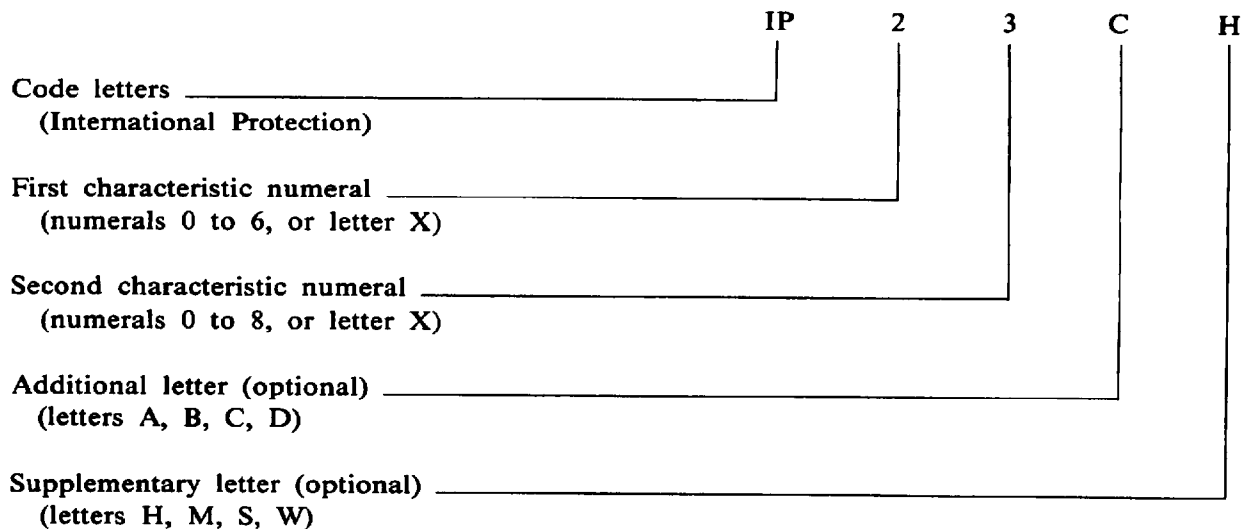 IP 2 3 C H
Code letters
(International Protection)
First characteristic numeral
(numerals 0 to 6, or letter X)
Second characteristic numeral
(numerals 0 to 8, or letter X)
Additional letter (optional)
(letters A, B, C, D)
Supplementary letter (optional)
(letters H, M, S, W)